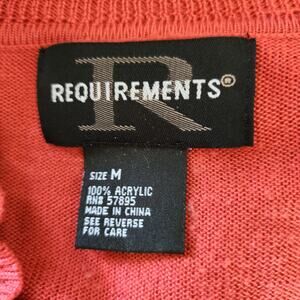 R
REQUIREMENTS®
SIZE M
100% ACRYLIC
RN# 57895
MADE IN CHINA
SEE REVERSE
FOR CARE